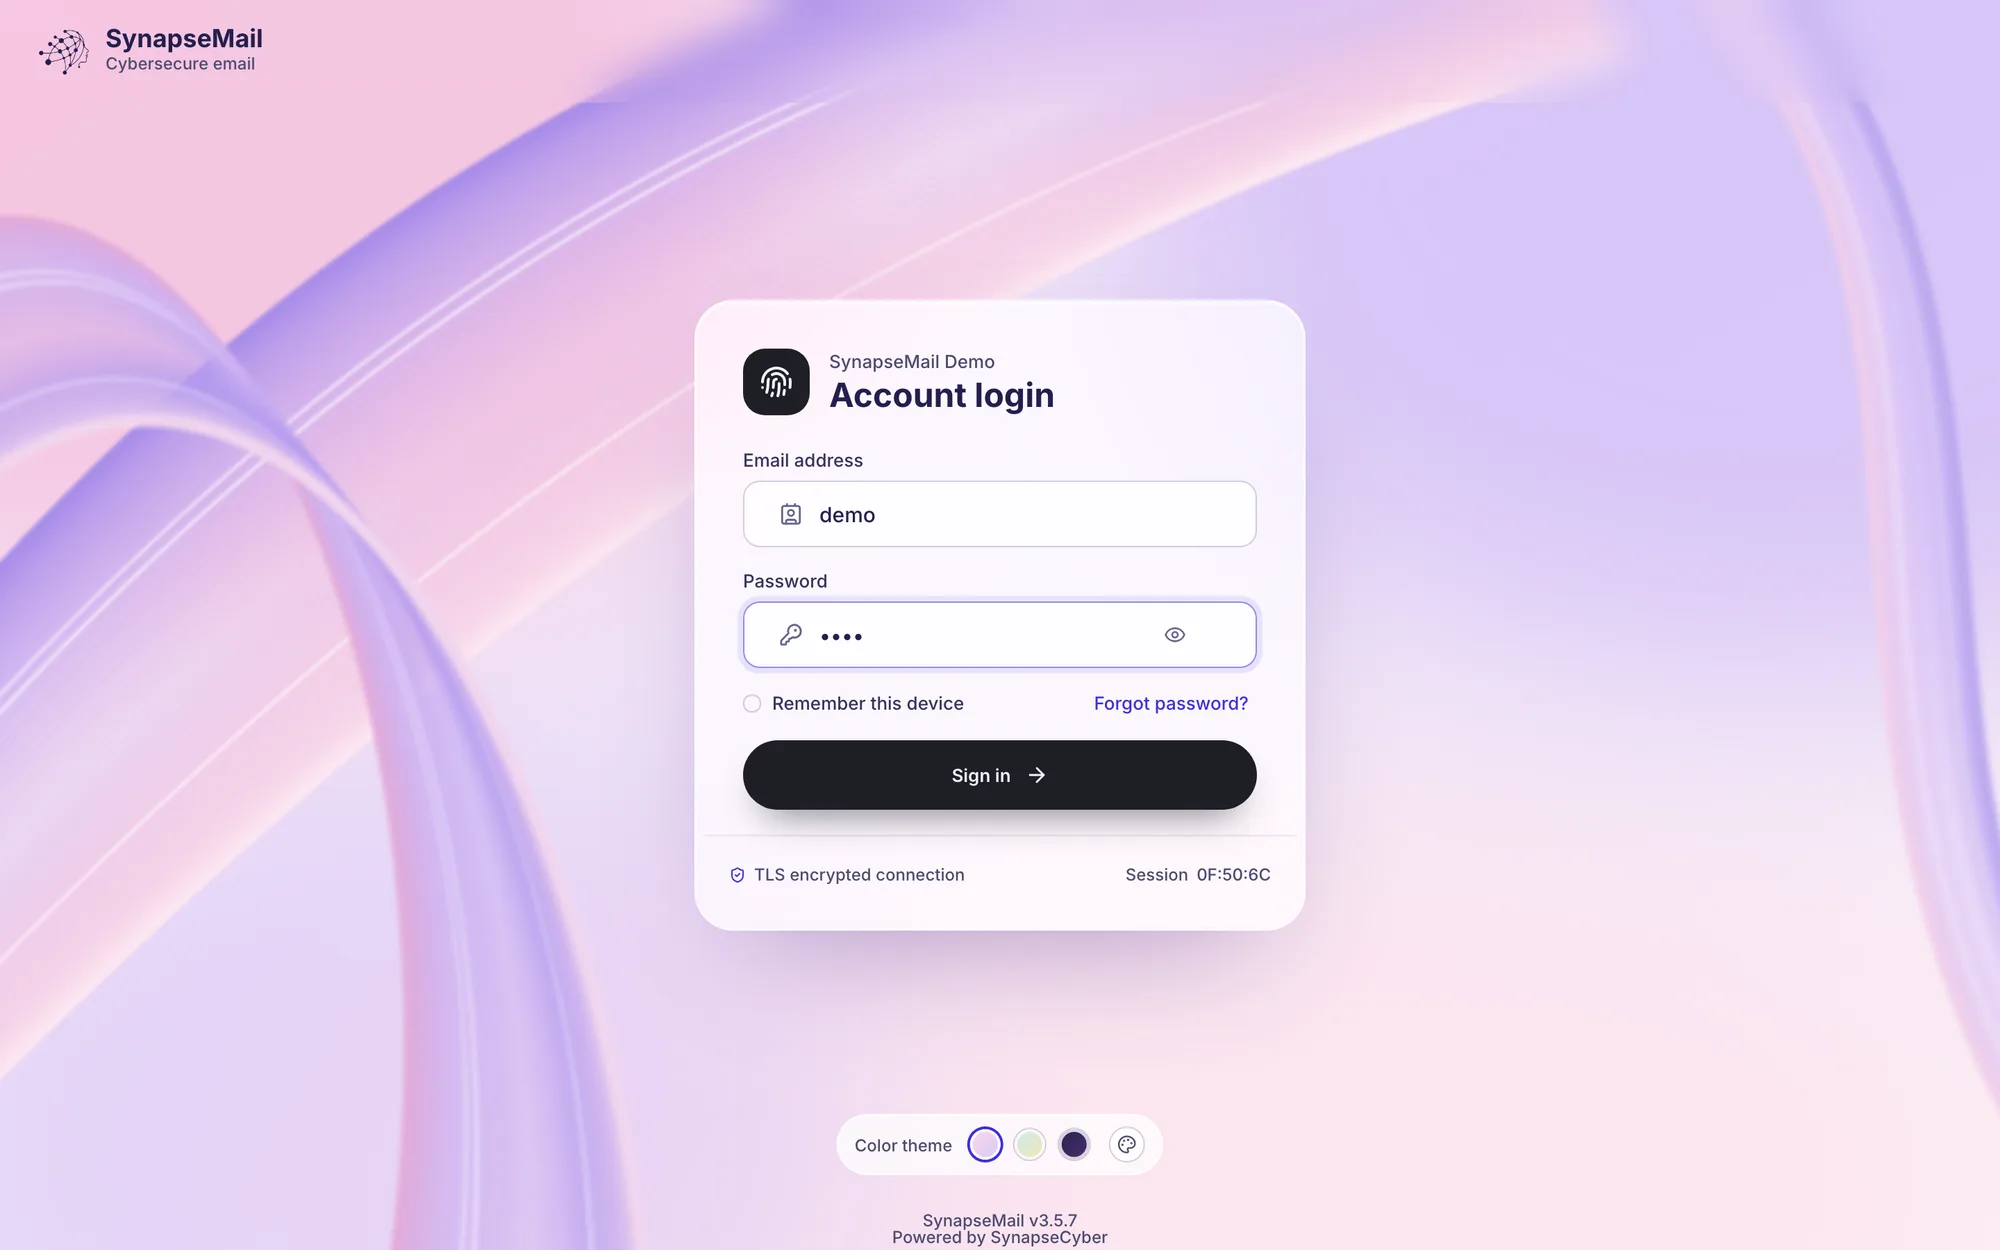 SynapseMail
Cybersecure email
SynapseMail Demo
Account login
Email address
demo
Password
••••
Remember this device
Forgot password?
Sign in →
TLS encrypted connection
Session 0F:50:6C
Color theme
SynapseMail v3.5.7
Powered by SynapseCyber